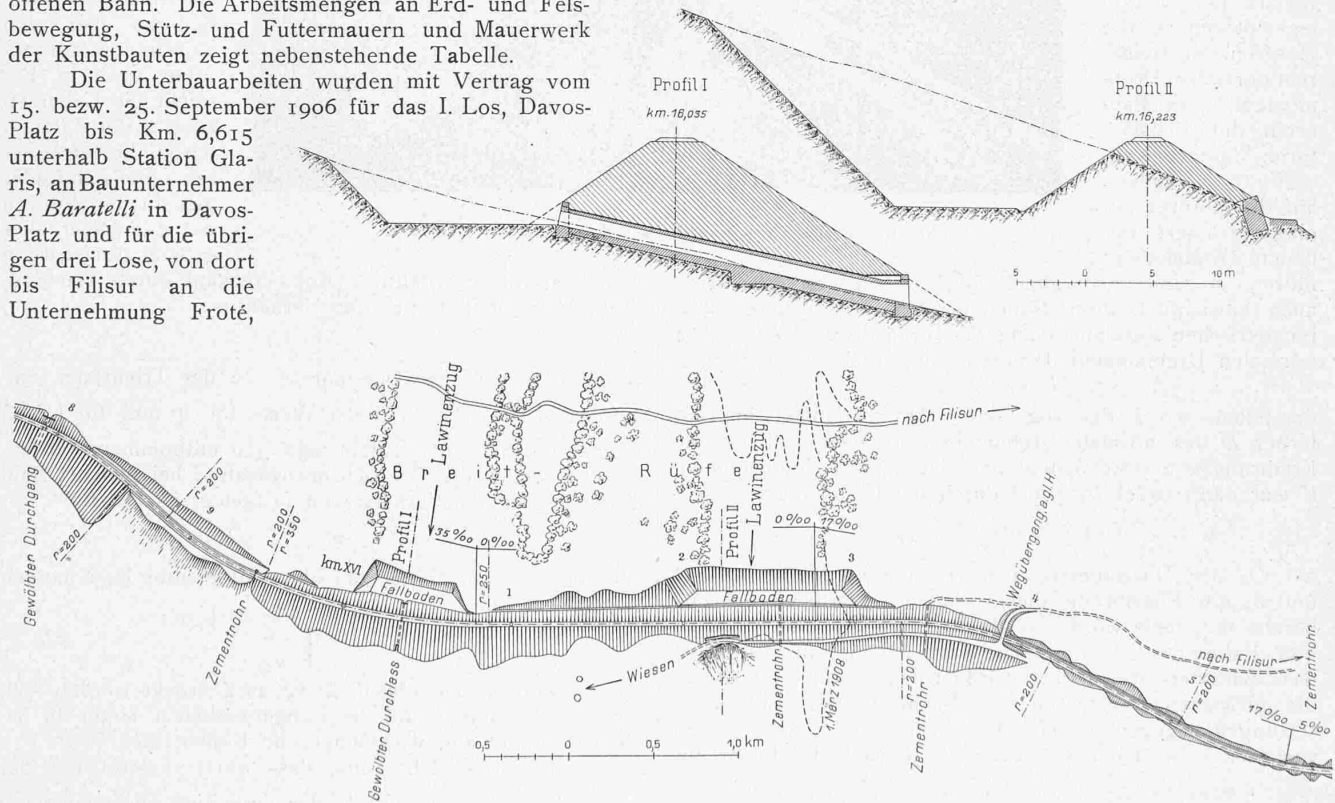 offenen Bahn. Die Arbeitsmengen an Erd- und Fels-
bewegung, Stütz- und Futtermauern und Mauerwerk
der Kunstbauten zeigt nebenstehende Tabelle.
Die Unterbauarbeiten wurden mit Vertrag vom
15. bezw. 25. September 1906 für das I. Los, Davos-
Platz bis Km. 6,615
unterhalb Station Gla-
ris, an Bauunternehmer
A. Baratelli in Davos-
Platz und für die übri-
gen drei Lose, von dort
bis Filisur an die
Unternehmung Froté,
Profil I
km. 16,035
Profil II
km. 16,223
5 0 5 10 m
nach Filisur
Lawinenzug
Breit- Rüfe
Lawinenzug
Profil I
Profil II
35 ‰ 0 ‰
0 ‰ 17 ‰
8
r=200
9
r=200
r=200
r=350
km. XVI
Fallboden
r=250
1
2
Fallboden
3
4
Wegübergang a. gl. H.
Gewölbter Durchgang
Zementrohr
Gewölbter Durchlass
Wiesen
Zementrohr
1. März 1908
r=200
Zementrohr
r=200
nach Filisur
5
r=200
17 ‰ 5 ‰
Zementrohr
0,5 0 0,5 1,0 km